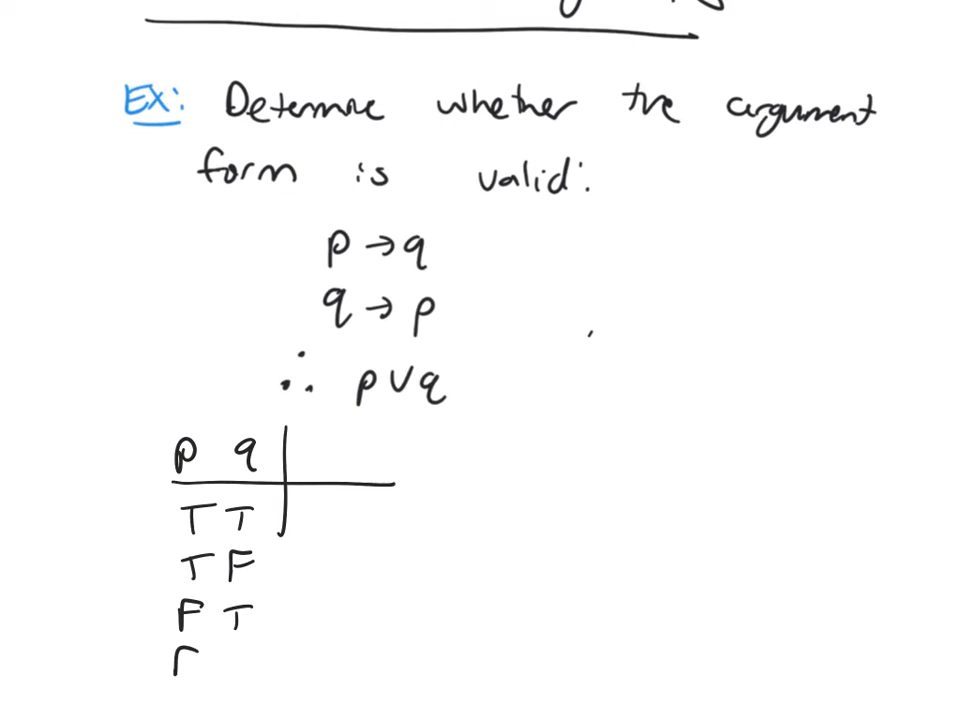 Ex: Determine whether the argument
form is valid:
p → q
q → p
∴ p ∨ q
p q
T T
T F
F T